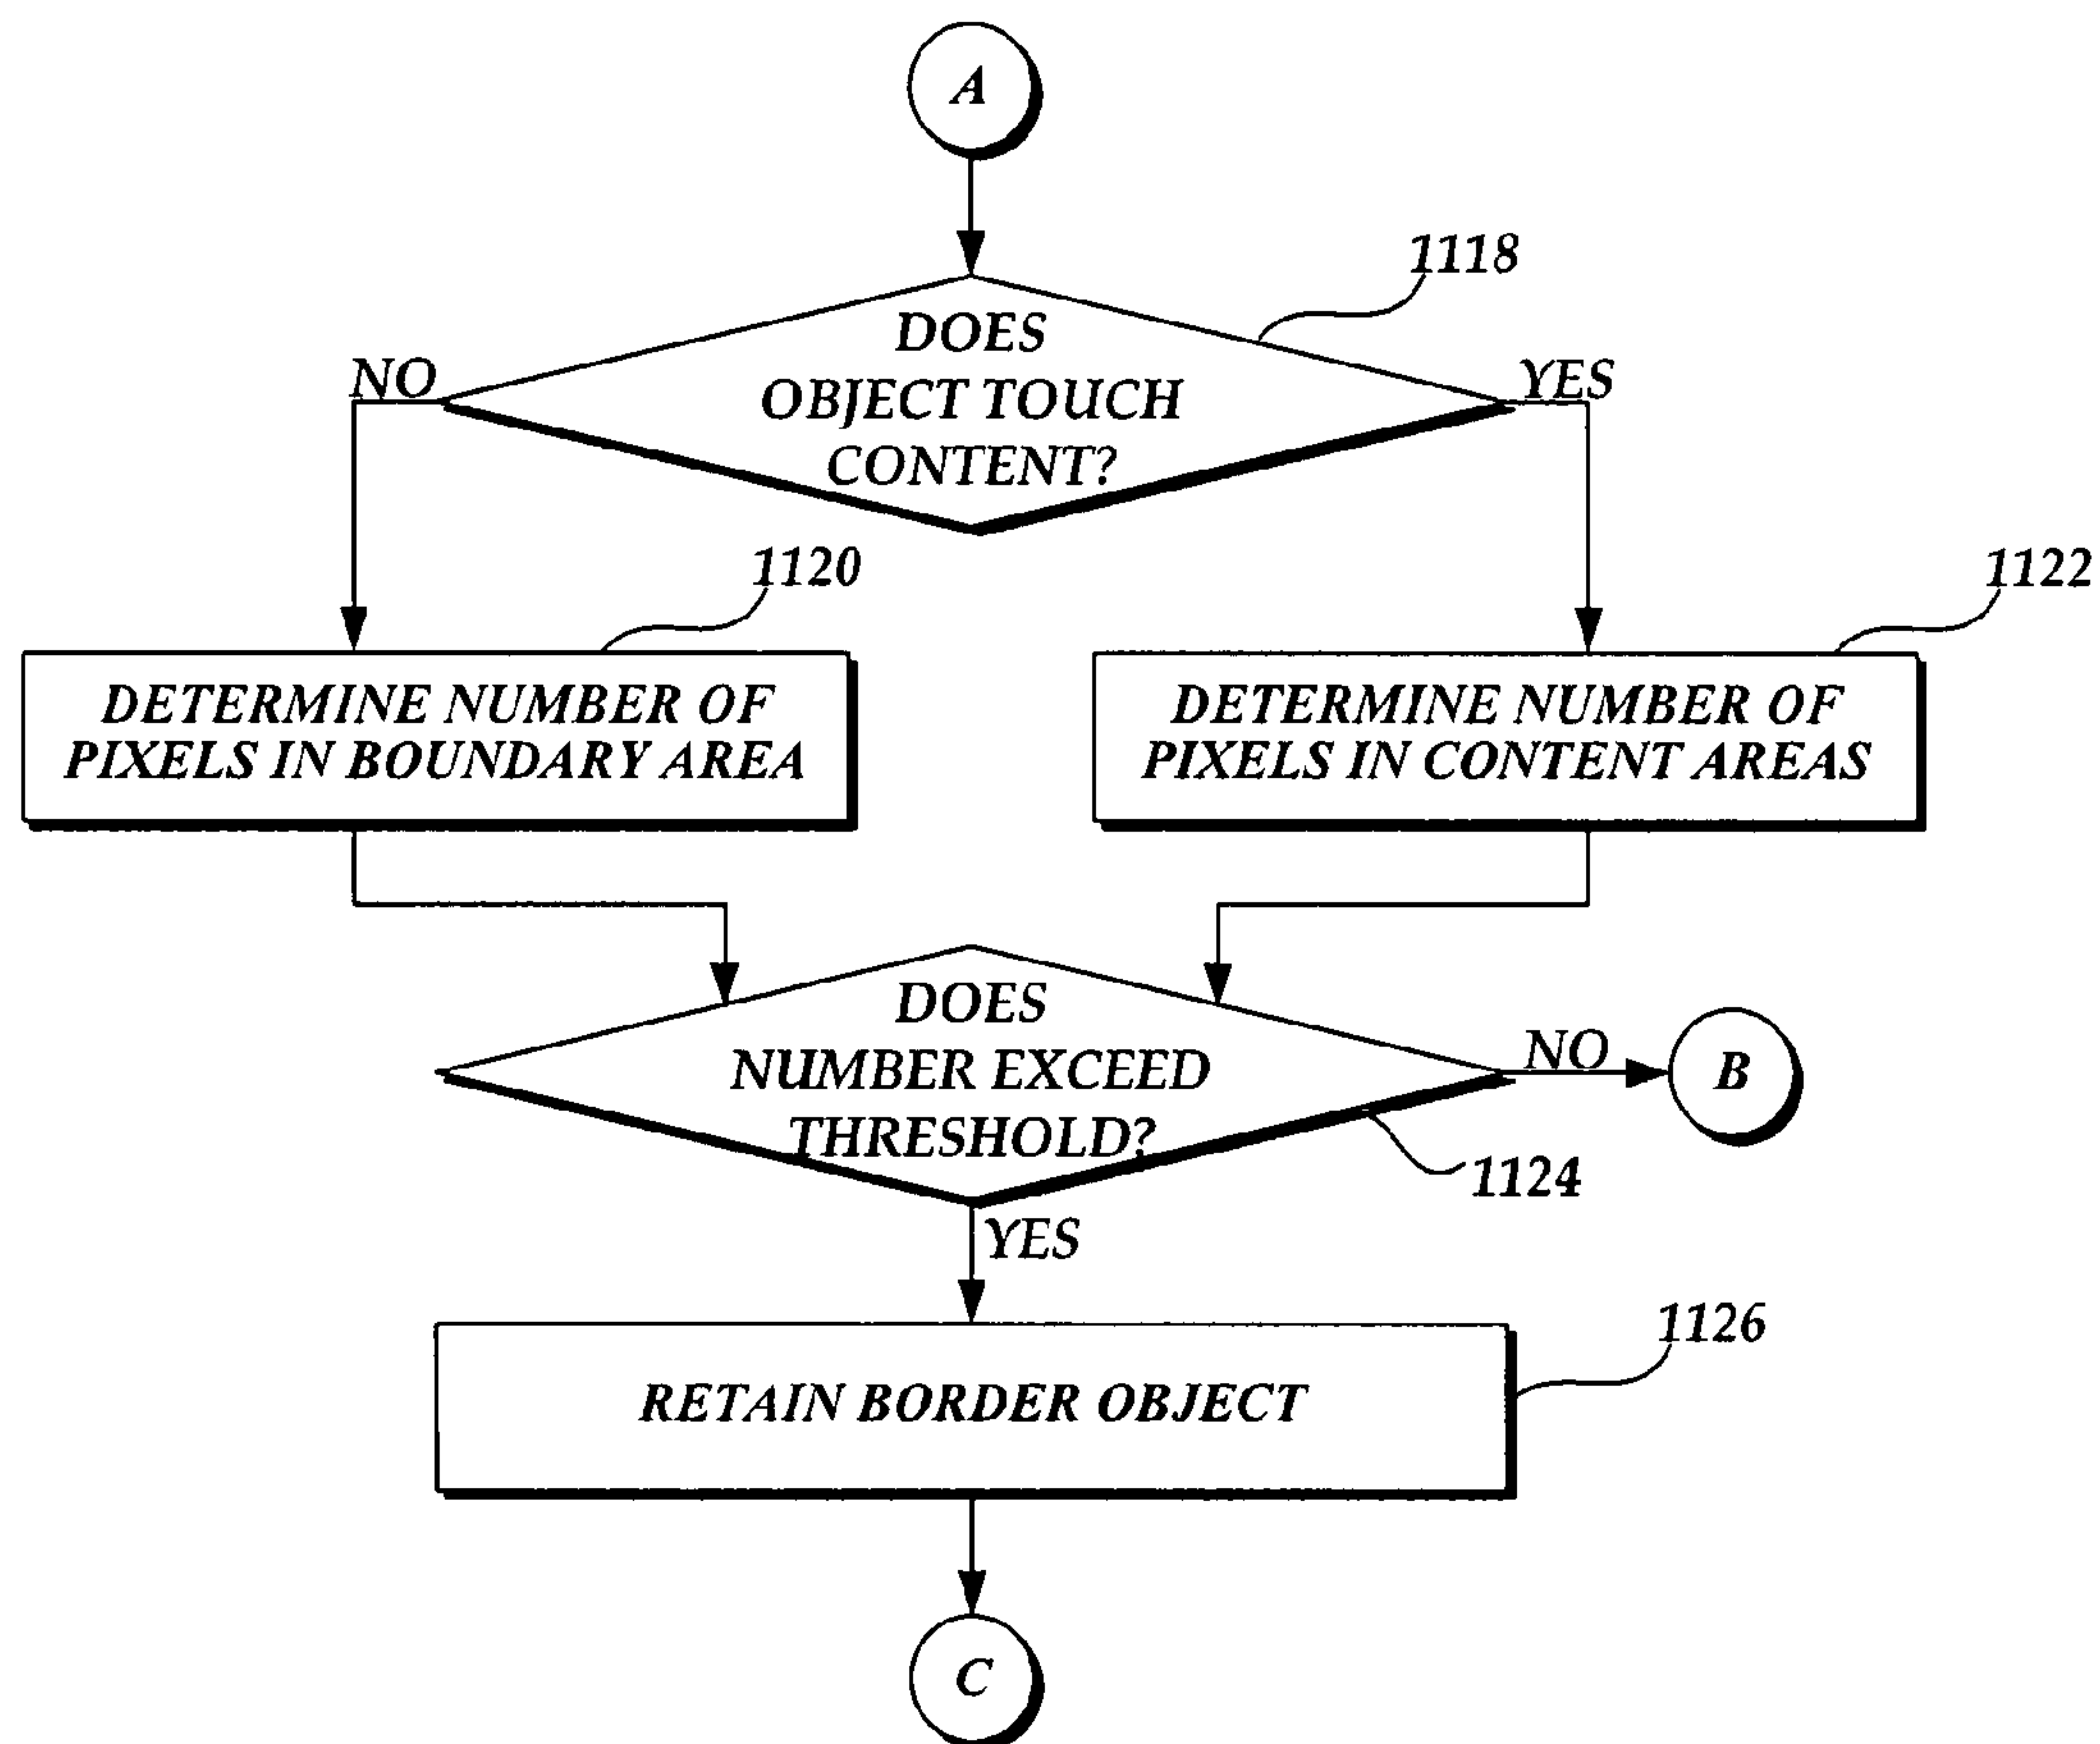 A
1118
DOES
OBJECT TOUCH
CONTENT?
NO
YES
1120
1122
DETERMINE NUMBER OF
PIXELS IN BOUNDARY AREA
DETERMINE NUMBER OF
PIXELS IN CONTENT AREAS
DOES
NUMBER EXCEED
THRESHOLD?
NO
B
1124
YES
1126
RETAIN BORDER OBJECT
C